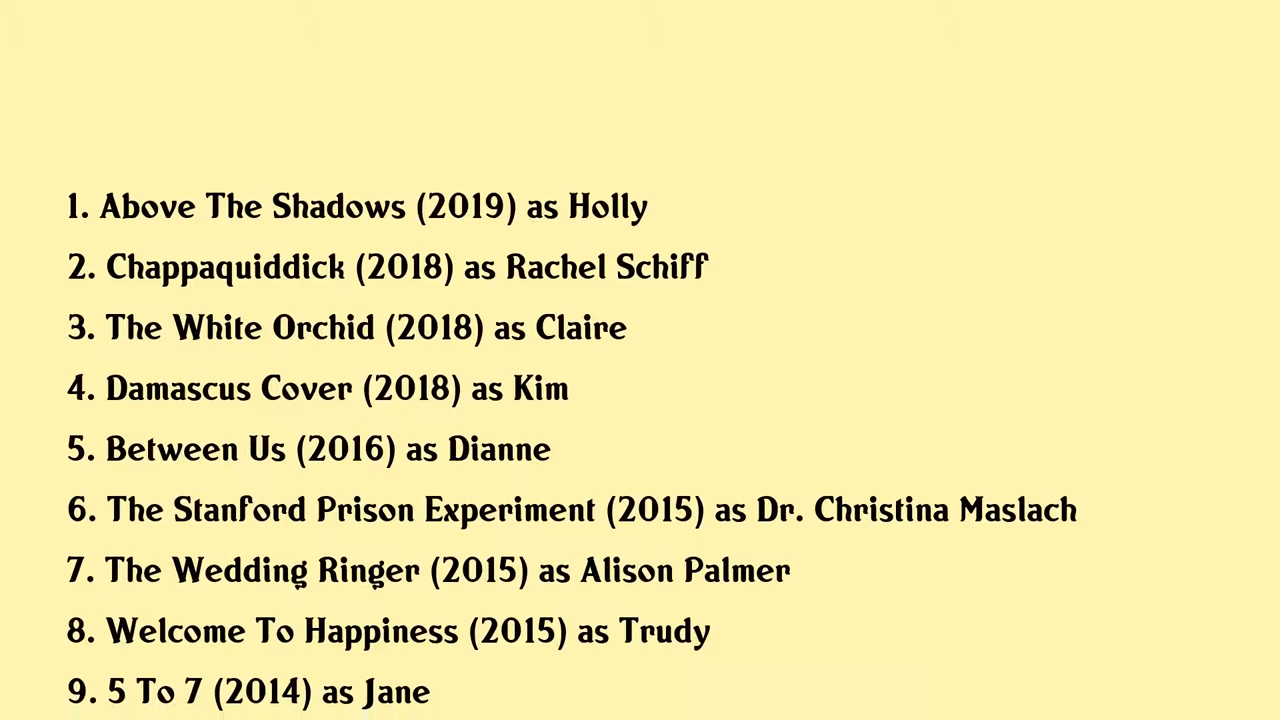 1. Above The Shadows (2019) as Holly
2. Chappaquiddick (2018) as Rachel Schiff
3. The White Orchid (2018) as Claire
4. Damascus Cover (2018) as Kim
5. Between Us (2016) as Dianne
6. The Stanford Prison Experiment (2015) as Dr. Christina Maslach
7. The Wedding Ringer (2015) as Alison Palmer
8. Welcome To Happiness (2015) as Trudy
9. 5 To 7 (2014) as Jane